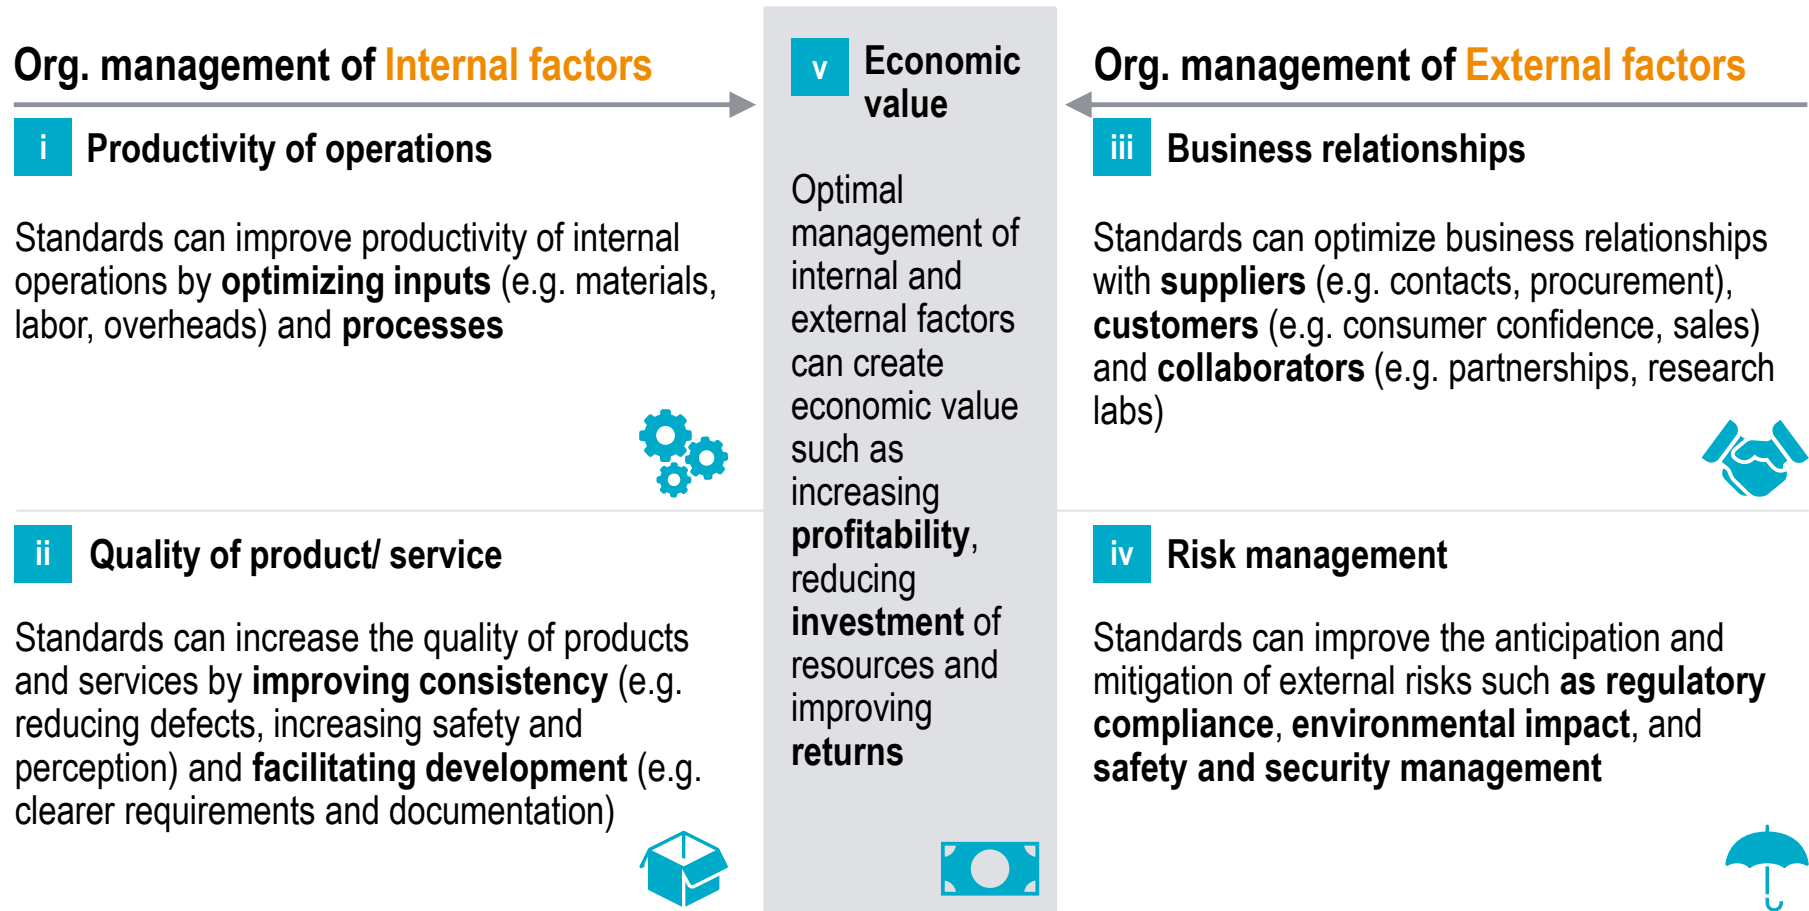 Org. management of Internal factors
i Productivity of operations
Standards can improve productivity of internal
operations by optimizing inputs (e.g. materials,
labor, overheads) and processes
ii Quality of product/ service
Standards can increase the quality of products
and services by improving consistency (e.g.
reducing defects, increasing safety and
perception) and facilitating development (e.g.
clearer requirements and documentation)
v Economic
value
Optimal
management of
internal and
external factors
can create
economic value
such as
increasing
profitability,
reducing
investment of
resources and
improving
returns
Org. management of External factors
iii Business relationships
Standards can optimize business relationships
with suppliers (e.g. contacts, procurement),
customers (e.g. consumer confidence, sales)
and collaborators (e.g. partnerships, research
labs)
iv Risk management
Standards can improve the anticipation and
mitigation of external risks such as regulatory
compliance, environmental impact, and
safety and security management